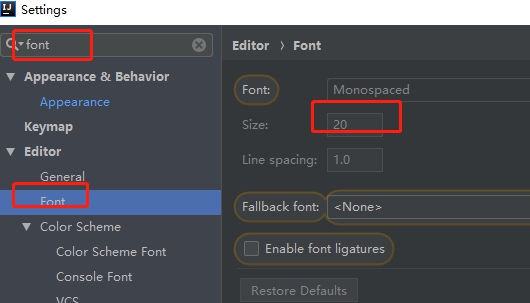 IJ Settings
font
Appearance & Behavior
Appearance
Keymap
Editor
General
Font
Color Scheme
Color Scheme Font
Console Font
VCS
Editor › Font
Font: Monospaced
Size: 20
Line spacing: 1.0
Fallback font: <None>
Enable font ligatures
Restore Defaults